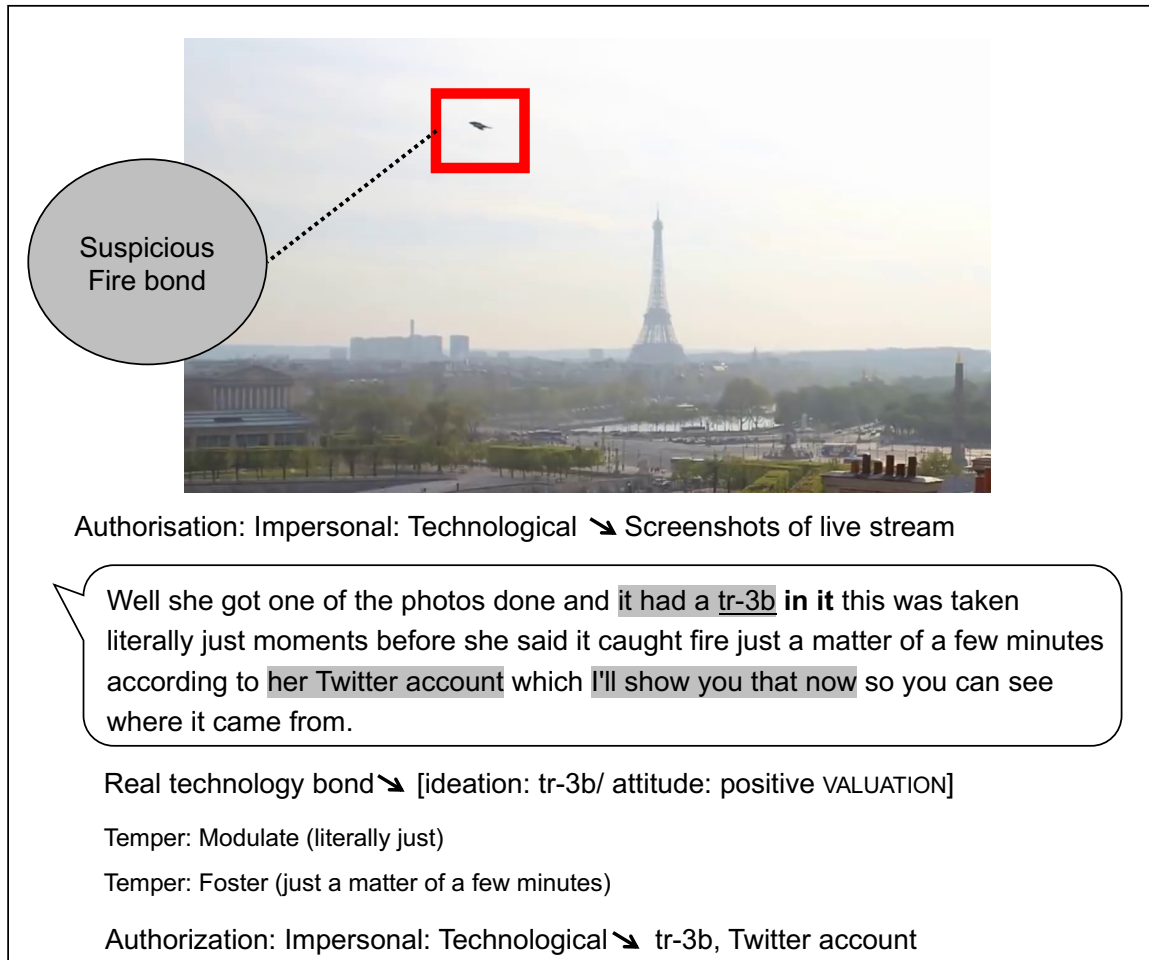 Suspicious
Fire bond
Authorisation: Impersonal: Technological ➘ Screenshots of live stream
Well she got one of the photos done and it had a tr-3b in it this was taken
literally just moments before she said it caught fire just a matter of a few minutes
according to her Twitter account which I'll show you that now so you can see
where it came from.
Real technology bond➘ [ideation: tr-3b/ attitude: positive VALUATION]
Temper: Modulate (literally just)
Temper: Foster (just a matter of a few minutes)
Authorization: Impersonal: Technological➘ tr-3b, Twitter account